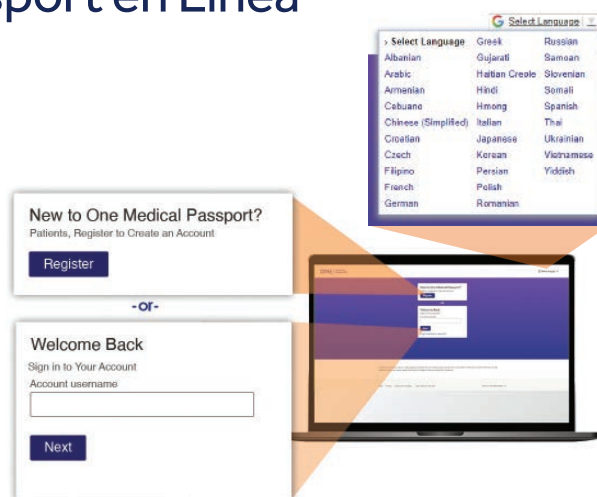 sport en Línea
Select Language
› Select Language
Albanian
Arabic
Armenian
Cebuano
Chinese (Simplified)
Croatian
Czech
Filipino
French
German
Greek
Gujarati
Haitian Creole
Hindi
Hmong
Italian
Japanese
Korean
Persian
Polish
Romanian
Russian
Samoan
Slovenian
Somali
Spanish
Thai
Ukrainian
Vietnamese
Yiddish
New to One Medical Passport?
Patients, Register to Create an Account
Register
-or-
Welcome Back
Sign in to Your Account
Account username
Next